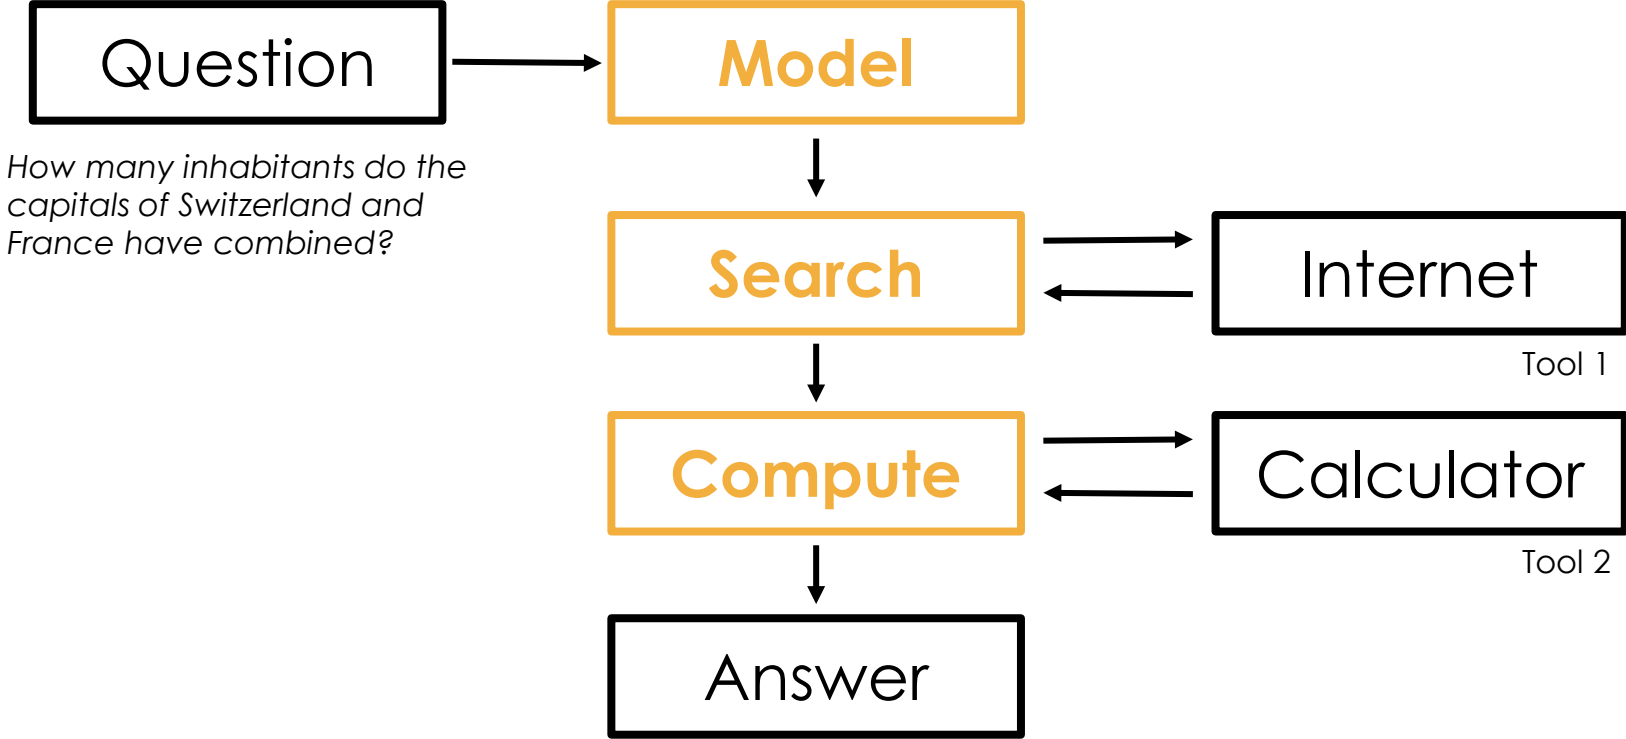 Question
Model
How many inhabitants do the
capitals of Switzerland and
France have combined?
Search
Internet
Tool 1
Compute
Calculator
Tool 2
Answer